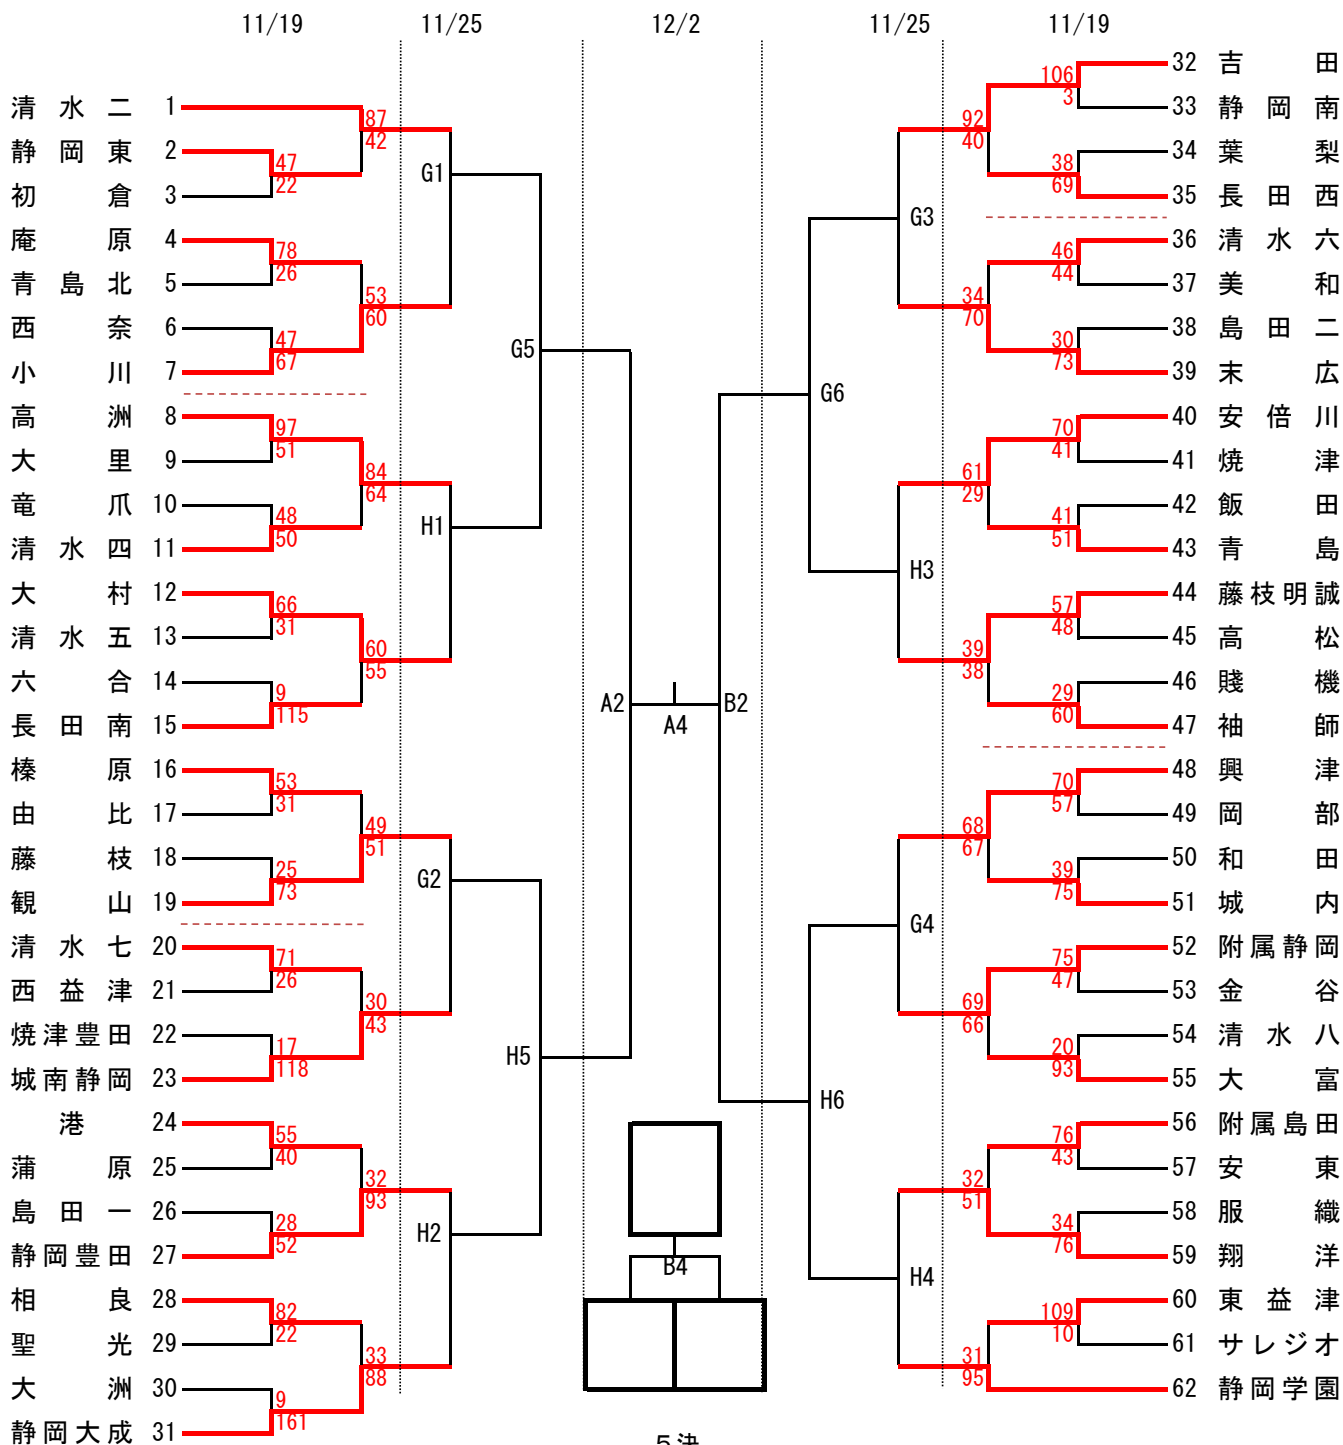 11/19 11/25 12/2 11/25 11/19
清水二 1
静岡東 2
初倉 3
庵原 4
青島北 5
西奈 6
小川 7
高洲 8
大里 9
竜爪 10
清水四 11
大村 12
清水五 13
六合 14
長田南 15
榛原 16
由比 17
藤枝 18
観山 19
清水七 20
西益津 21
焼津豊田 22
城南静岡 23
港 24
蒲原 25
島田一 26
静岡豊田 27
相良 28
聖光 29
大洲 30
静岡大成 31
47
22
78
26
47
67
97
51
48
50
66
31
9
115
53
31
25
73
71
26
17
118
55
40
28
52
82
22
9
161
87
42
53
60
84
64
60
55
49
51
30
43
32
93
33
88
G1
H1
G2
H2
G5
H5
A2
A4
B2
B4
5決
G6
H6
G3
H3
G4
H4
92
40
34
70
61
29
39
38
68
67
69
66
32
51
31
95
106
3
38
69
46
44
30
73
70
41
41
51
57
48
29
60
70
57
39
75
75
47
20
93
76
43
34
76
109
10
32 吉田
33 静岡南
34 葉梨
35 長田西
36 清水六
37 美和
38 島田二
39 末広
40 安倍川
41 焼津
42 飯田
43 青島
44 藤枝明誠
45 高松
46 賤機
47 袖師
48 興津
49 岡部
50 和田
51 城内
52 附属静岡
53 金谷
54 清水八
55 大富
56 附属島田
57 安東
58 服織
59 翔洋
60 東益津
61 サレジオ
62 静岡学園